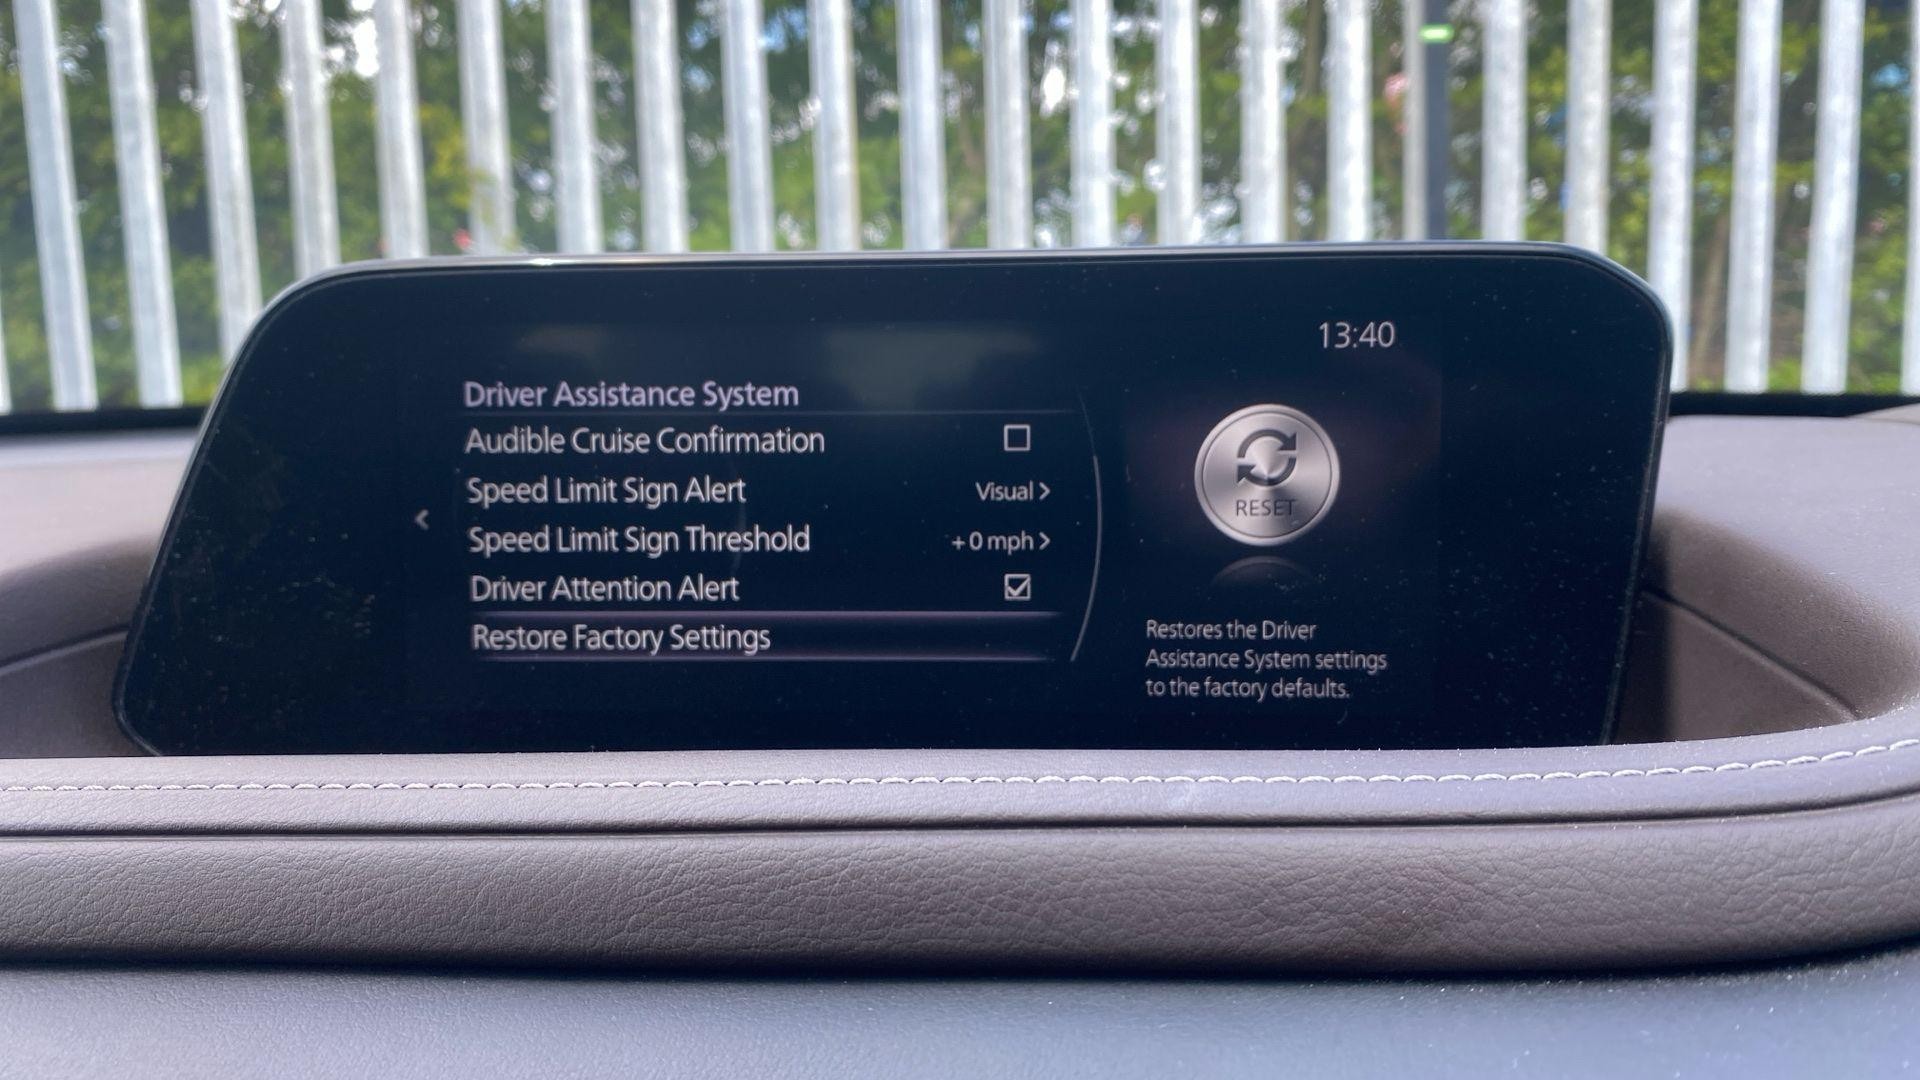 13:40
Driver Assistance System
Audible Cruise Confirmation
Speed Limit Sign Alert Visual >
Speed Limit Sign Threshold +0 mph >
Driver Attention Alert
Restore Factory Settings
RESET
Restores the Driver
Assistance System settings
to the factory defaults.